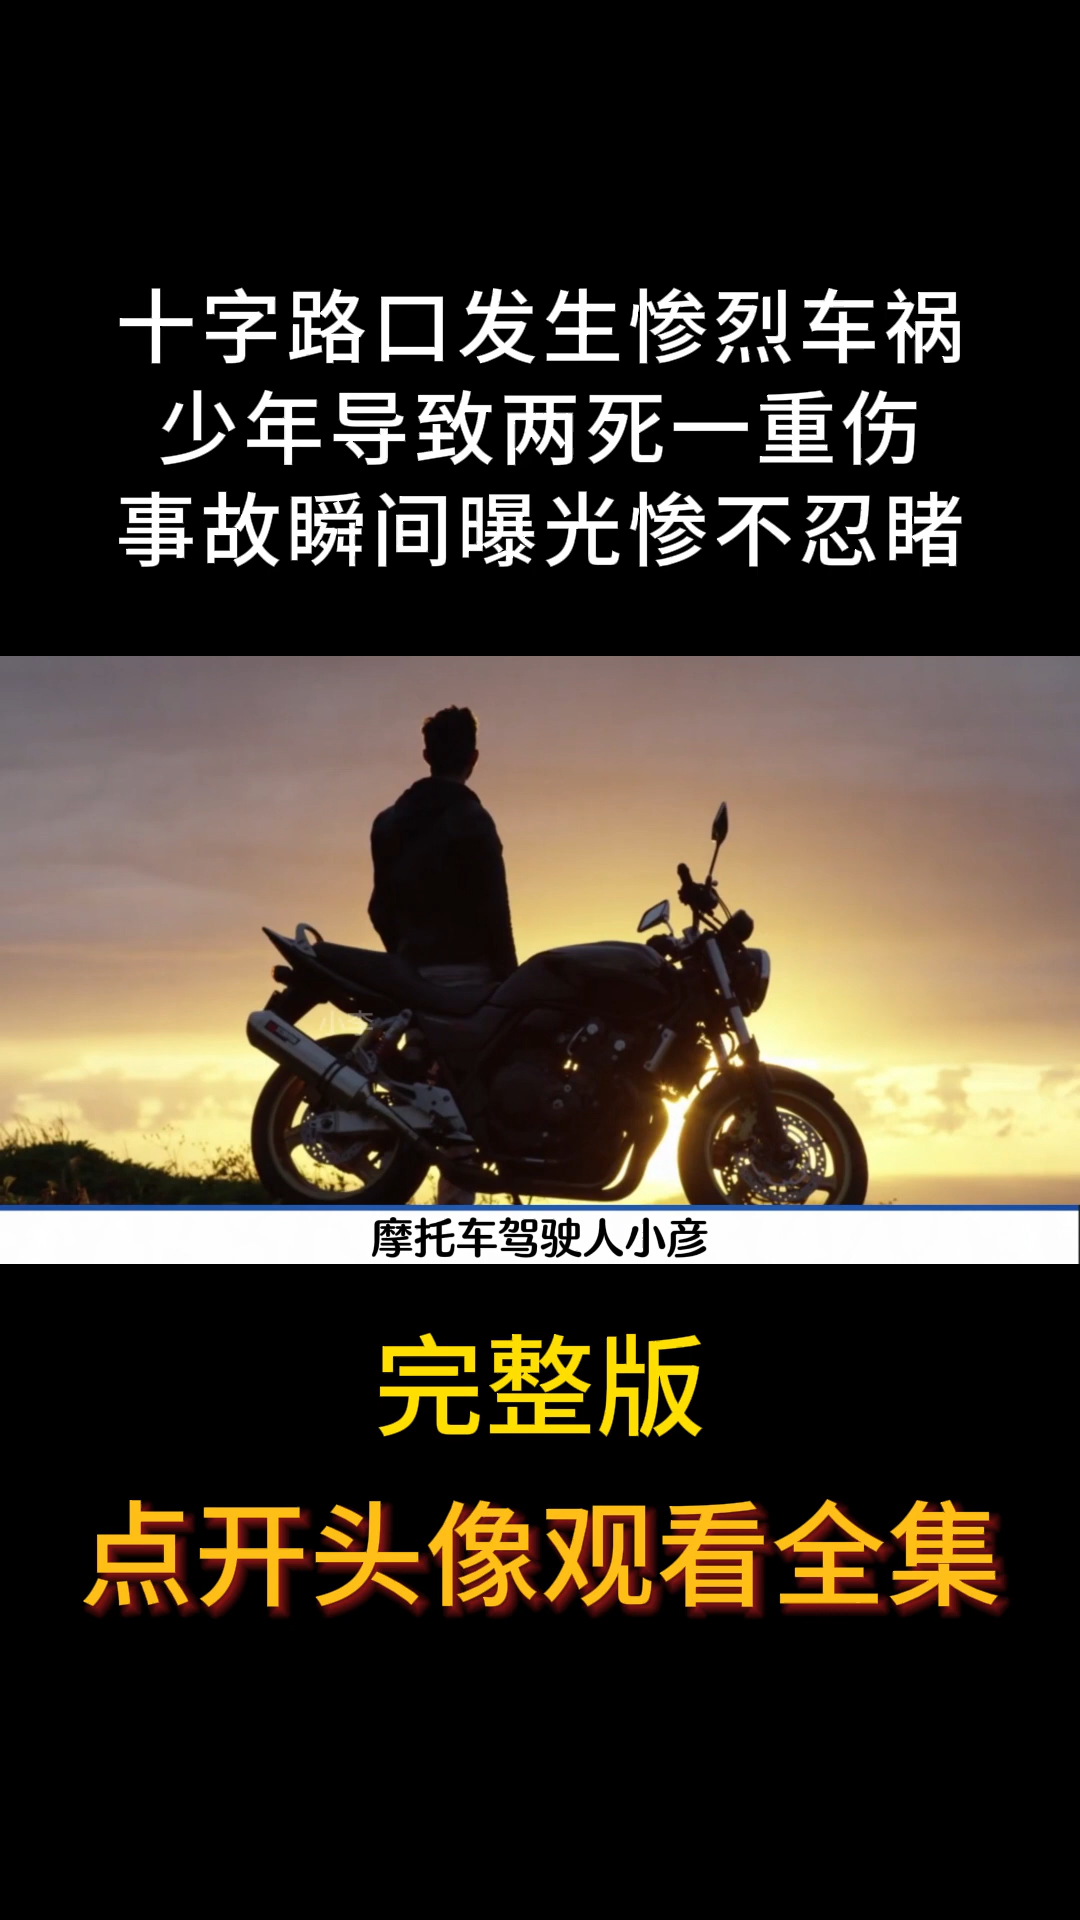 十字路口发生惨烈车祸
少年导致两死一重伤
事故瞬间曝光惨不忍睹
摩托车驾驶人小彦
完整版
点开头像观看全集